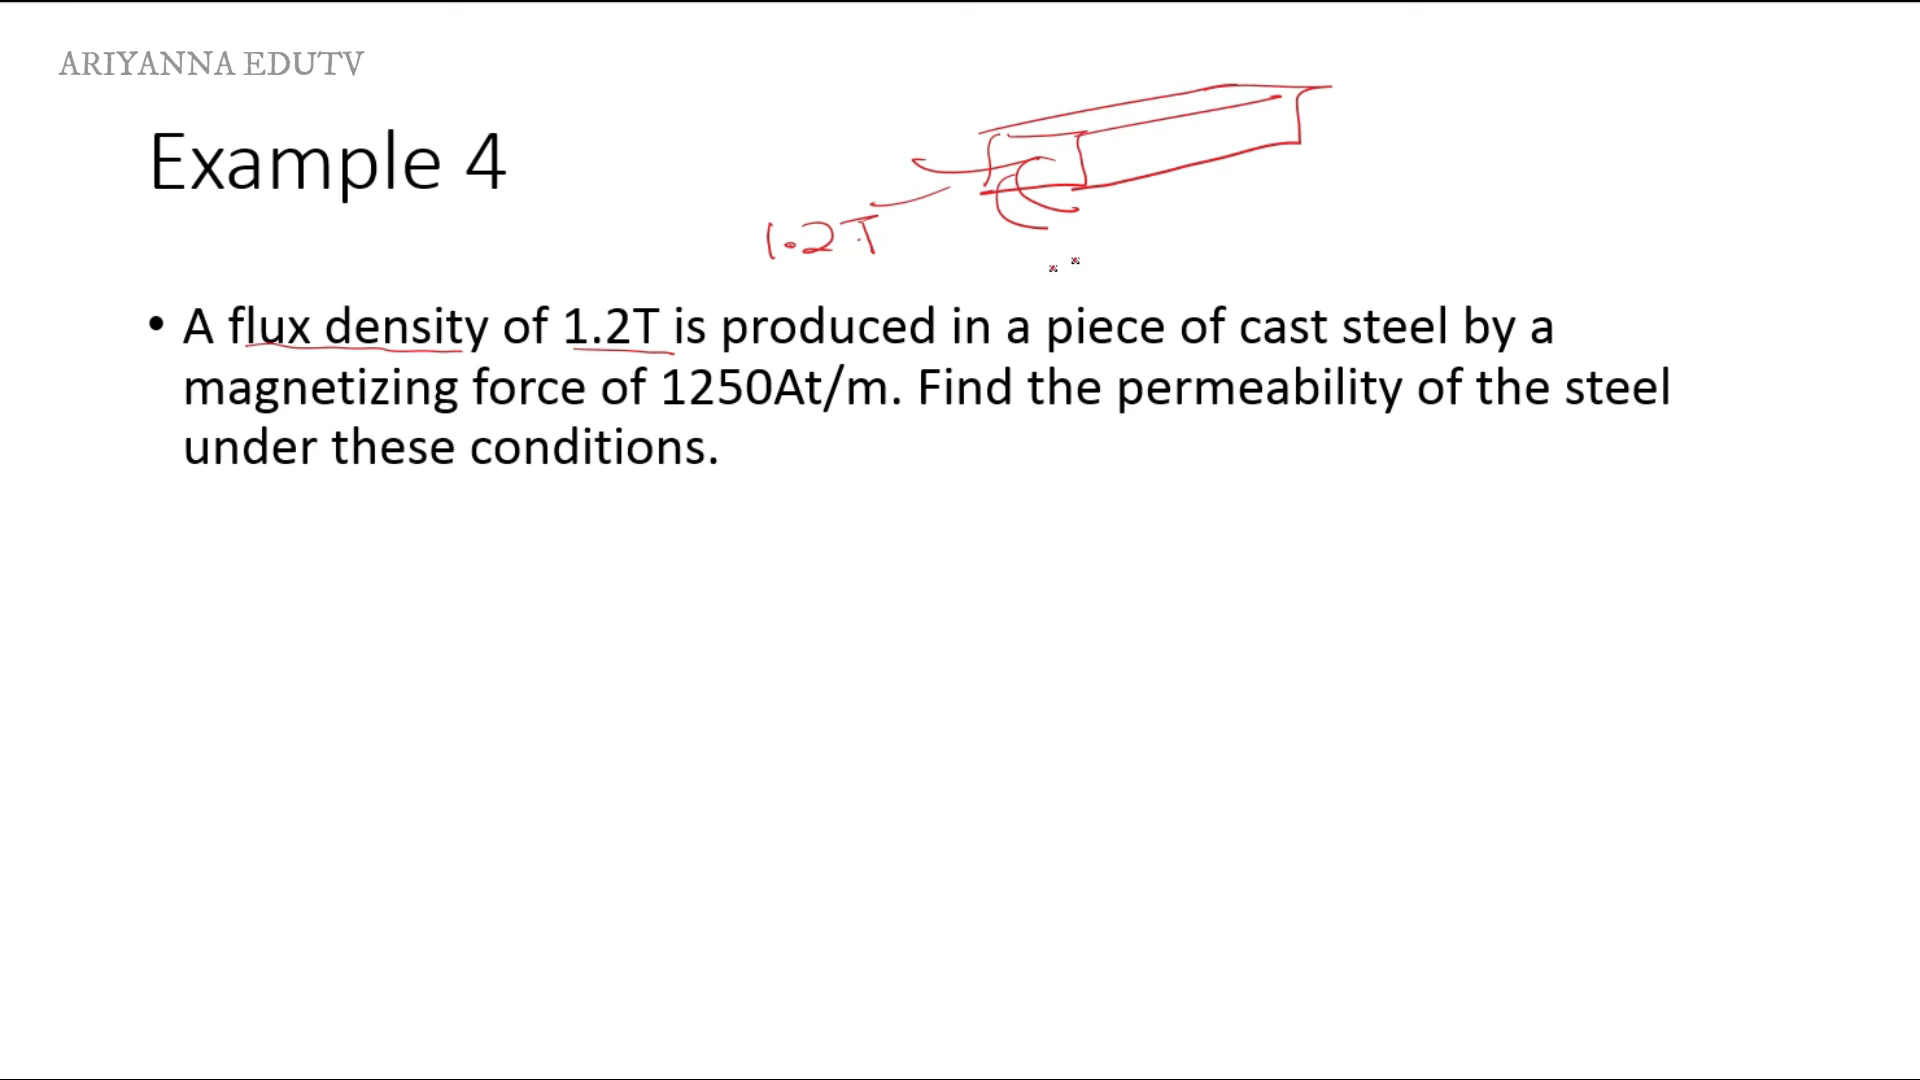 ARIYANNA EDUTV
Example 4
1.2T
• A flux density of 1.2T is produced in a piece of cast steel by a
magnetizing force of 1250At/m. Find the permeability of the steel
under these conditions.